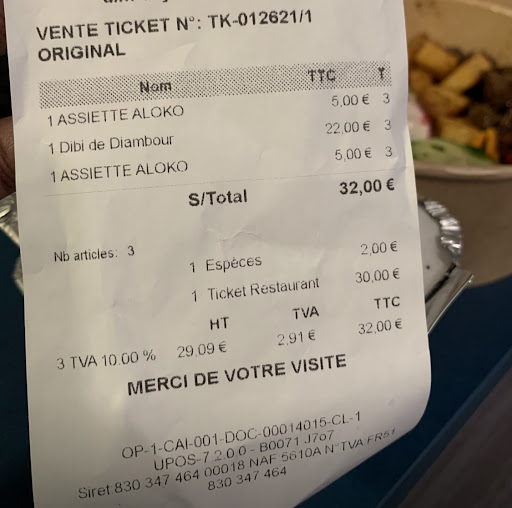 VENTE TICKET N°: TK-012621/1
ORIGINAL
Nom TTC T
1 ASSIETTE ALOKO 5,00 € 3
1 Dibi de Diambour 22,00 € 3
1 ASSIETTE ALOKO 5,00 € 3
S/Total 32,00 €
Nb articles: 3
1 Espèces 2,00 €
1 Ticket Restaurant 30,00 €
HT TVA TTC
3 TVA 10.00 % 29,09 € 2,91 € 32,00 €
MERCI DE VOTRE VISITE
OP-1-CAI-001-DOC-00014015-CL-1
UPOS-7.2.0.0 - B0071 J7o7
Siret 830 347 464 00018 NAF 5610A N°TVA FR51
830 347 464